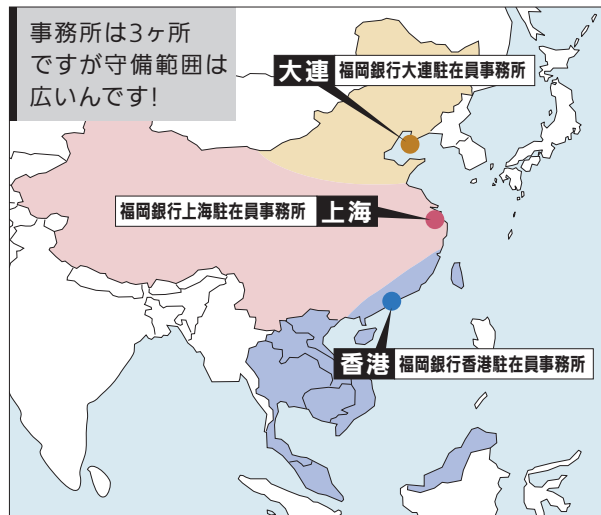 事務所は3ヶ所
ですが守備範囲は
広いんです!
大連 福岡銀行大連駐在員事務所
福岡銀行上海駐在員事務所 上海
香港 福岡銀行香港駐在員事務所